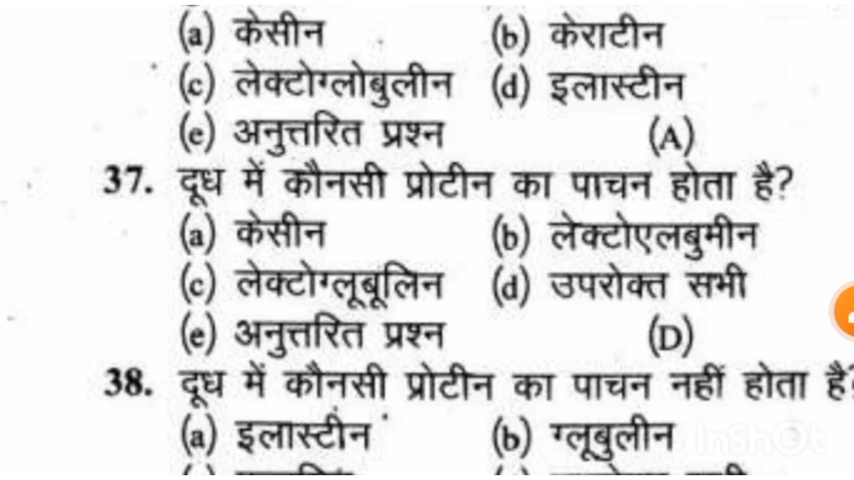 (a) केसीन (b) केराटीन
(c) लेक्टोग्लोबुलीन (d) इलास्टीन
(e) अनुत्तरित प्रश्न (A)
37. दूध में कौनसी प्रोटीन का पाचन होता है?
(a) केसीन (b) लेक्टोएलबुमीन
(c) लेक्टोग्लूबूलिन (d) उपरोक्त सभी
(e) अनुत्तरित प्रश्न (D)
38. दूध में कौनसी प्रोटीन का पाचन नहीं होता है?
(a) इलास्टीन (b) ग्लूबुलीन
InShOt